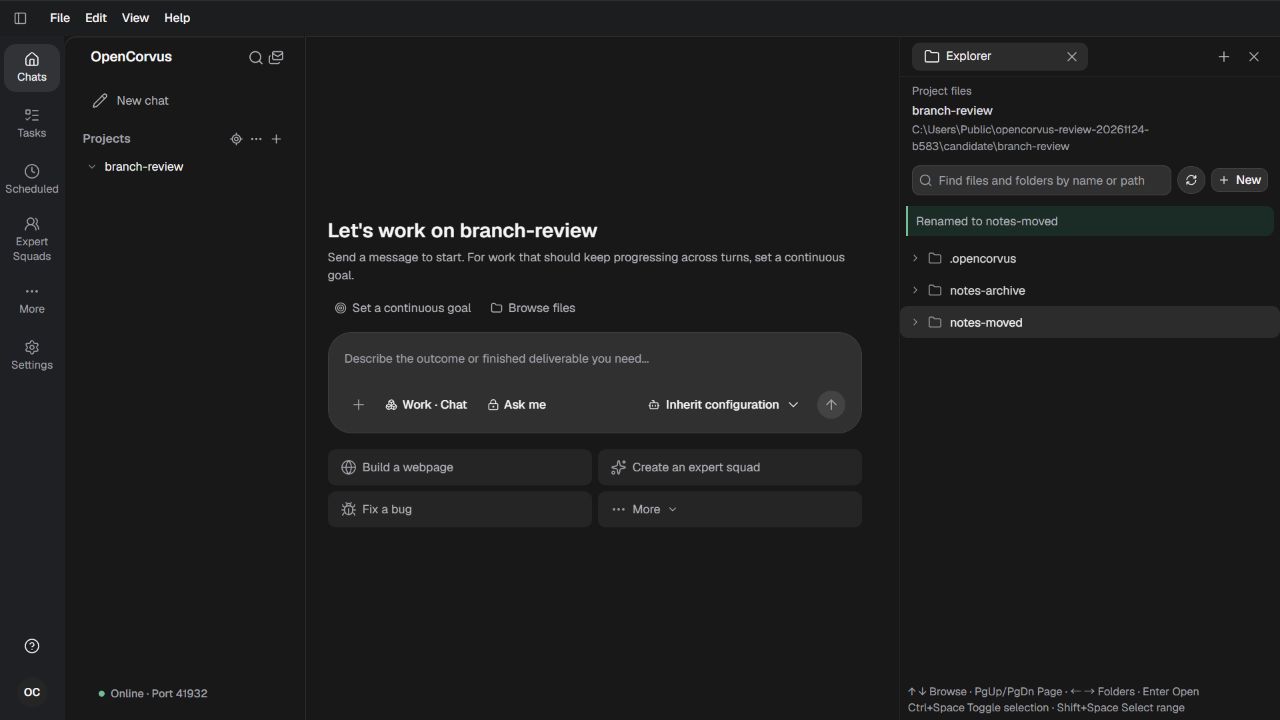 File Edit View Help
Chats
Tasks
Scheduled
Expert
Squads
More
Settings
OC
OpenCorvus
New chat
Projects
branch-review
Online · Port 41932
Let's work on branch-review
Send a message to start. For work that should keep progressing across turns, set a continuous
goal.
Set a continuous goal Browse files
Describe the outcome or finished deliverable you need...
Work · Chat Ask me Inherit configuration
Build a webpage Create an expert squad
Fix a bug More
Explorer
Project files
branch-review
C:\Users\Public\opencorvus-review-20261124-
b583\candidate\branch-review
Find files and folders by name or path New
Renamed to notes-moved
.opencorvus
notes-archive
notes-moved
↑ ↓ Browse · PgUp/PgDn Page · ← → Folders · Enter Open
Ctrl+Space Toggle selection · Shift+Space Select range